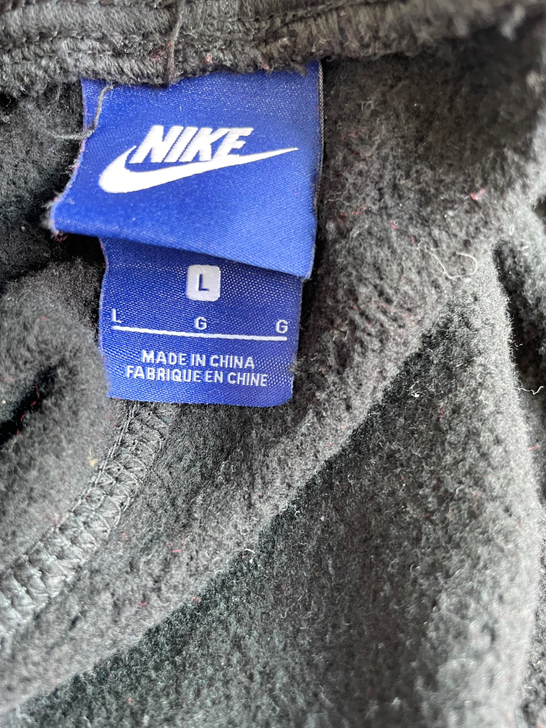 NIKE
L
L G G
MADE IN CHINA
FABRIQUE EN CHINE